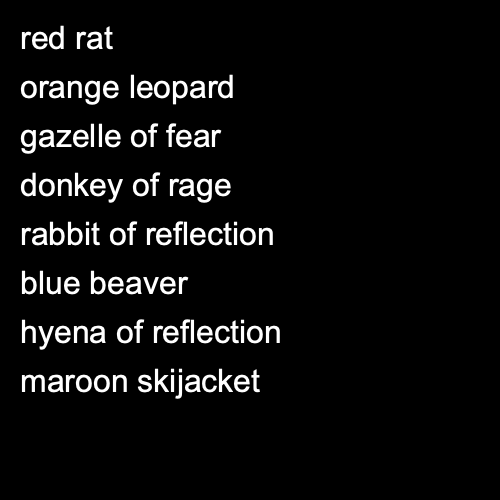 red rat
orange leopard
gazelle of fear
donkey of rage
rabbit of reflection
blue beaver
hyena of reflection
maroon skijacket